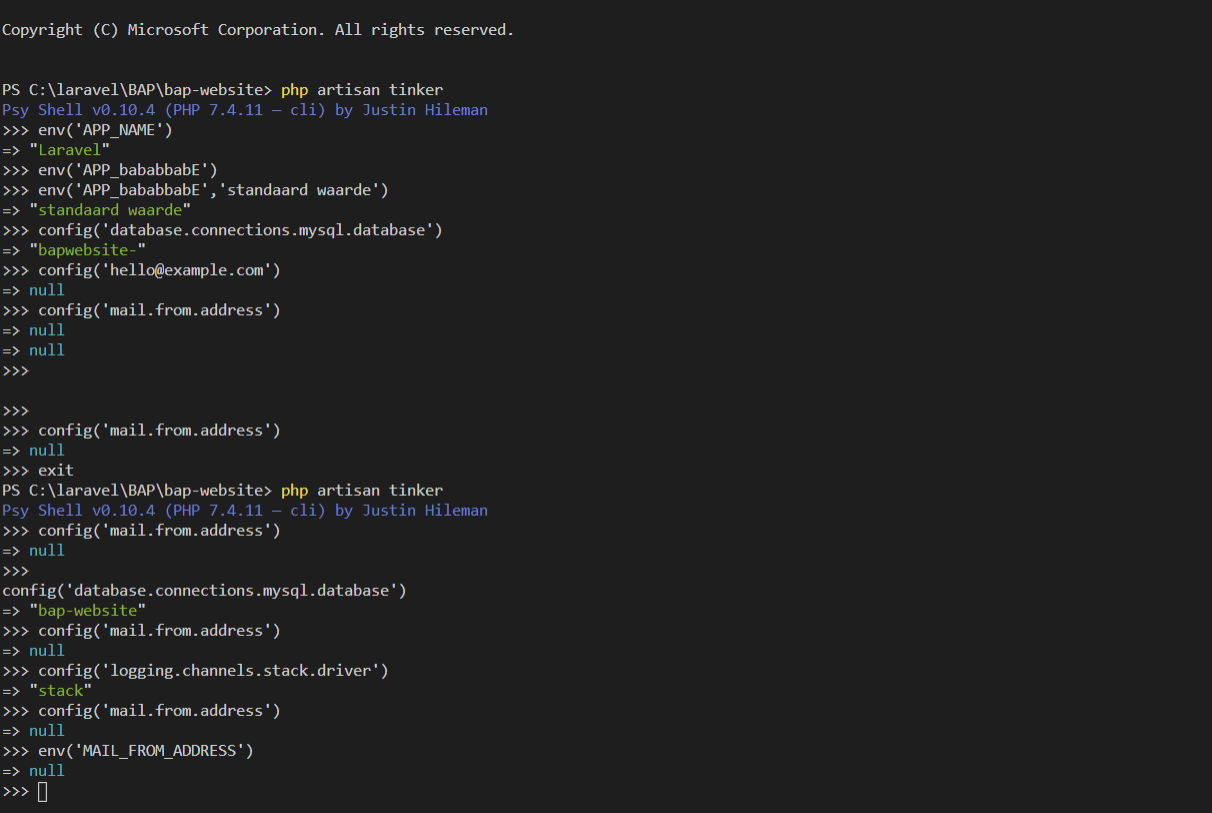 Copyright (C) Microsoft Corporation. All rights reserved.
PS C:\laravel\BAP\bap-website> php artisan tinker
Psy Shell v0.10.4 (PHP 7.4.11 — cli) by Justin Hileman
>>> env('APP_NAME')
=> "Laravel"
>>> env('APP_bababbabE')
>>> env('APP_bababbabE','standaard waarde')
=> "standaard waarde"
>>> config('database.connections.mysql.database')
=> "bapwebsite-"
>>> config('hello@example.com')
=> null
>>> config('mail.from.address')
=> null
=> null
>>>
>>>
>>> config('mail.from.address')
=> null
>>> exit
PS C:\laravel\BAP\bap-website> php artisan tinker
Psy Shell v0.10.4 (PHP 7.4.11 — cli) by Justin Hileman
>>> config('mail.from.address')
=> null
>>>
config('database.connections.mysql.database')
=> "bap-website"
>>> config('mail.from.address')
=> null
>>> config('logging.channels.stack.driver')
=> "stack"
>>> config('mail.from.address')
=> null
>>> env('MAIL_FROM_ADDRESS')
=> null
>>>